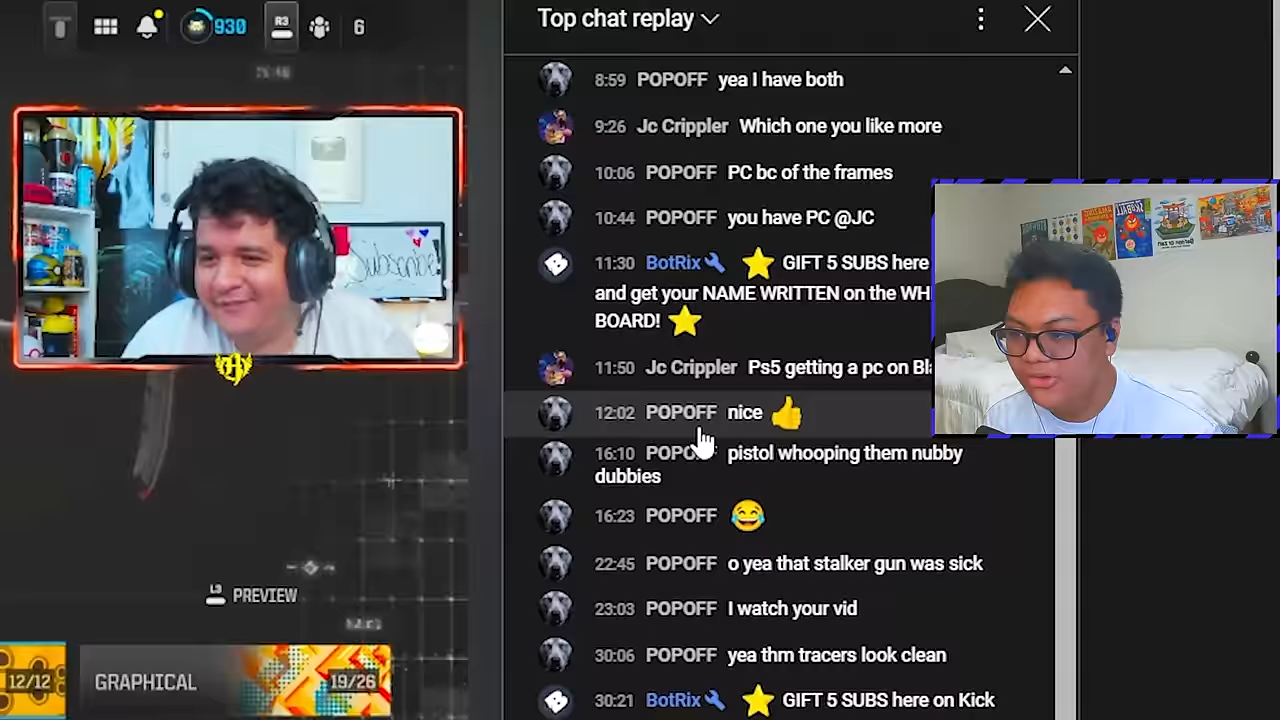 930
R3
6
Top chat replay
8:59 POPOFF yea I have both
9:26 Jc Crippler Which one you like more
10:06 POPOFF PC bc of the frames
10:44 POPOFF you have PC @JC
11:30 BotRix ⭐ GIFT 5 SUBS here
and get your NAME WRITTEN on the WH
BOARD! ⭐
11:50 Jc Crippler Ps5 getting a pc on Bla
12:02 POPOFF nice 👍
16:10 POPO pistol whooping them nubby
dubbies
16:23 POPOFF 😂
22:45 POPOFF o yea that stalker gun was sick
23:03 POPOFF I watch your vid
30:06 POPOFF yea thm tracers look clean
30:21 BotRix ⭐ GIFT 5 SUBS here on Kick
Subscribe!
L3 PREVIEW
12/12
GRAPHICAL
19/26